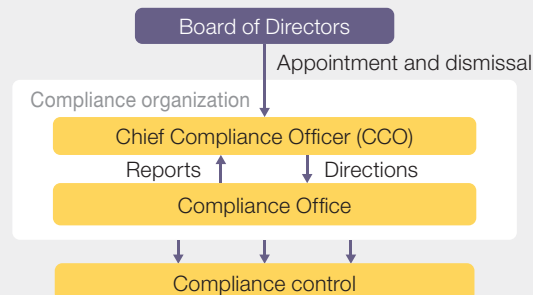 Board of Directors
Appointment and dismissal
Compliance organization
Chief Compliance Officer (CCO)
Reports
Directions
Compliance Office
Compliance control